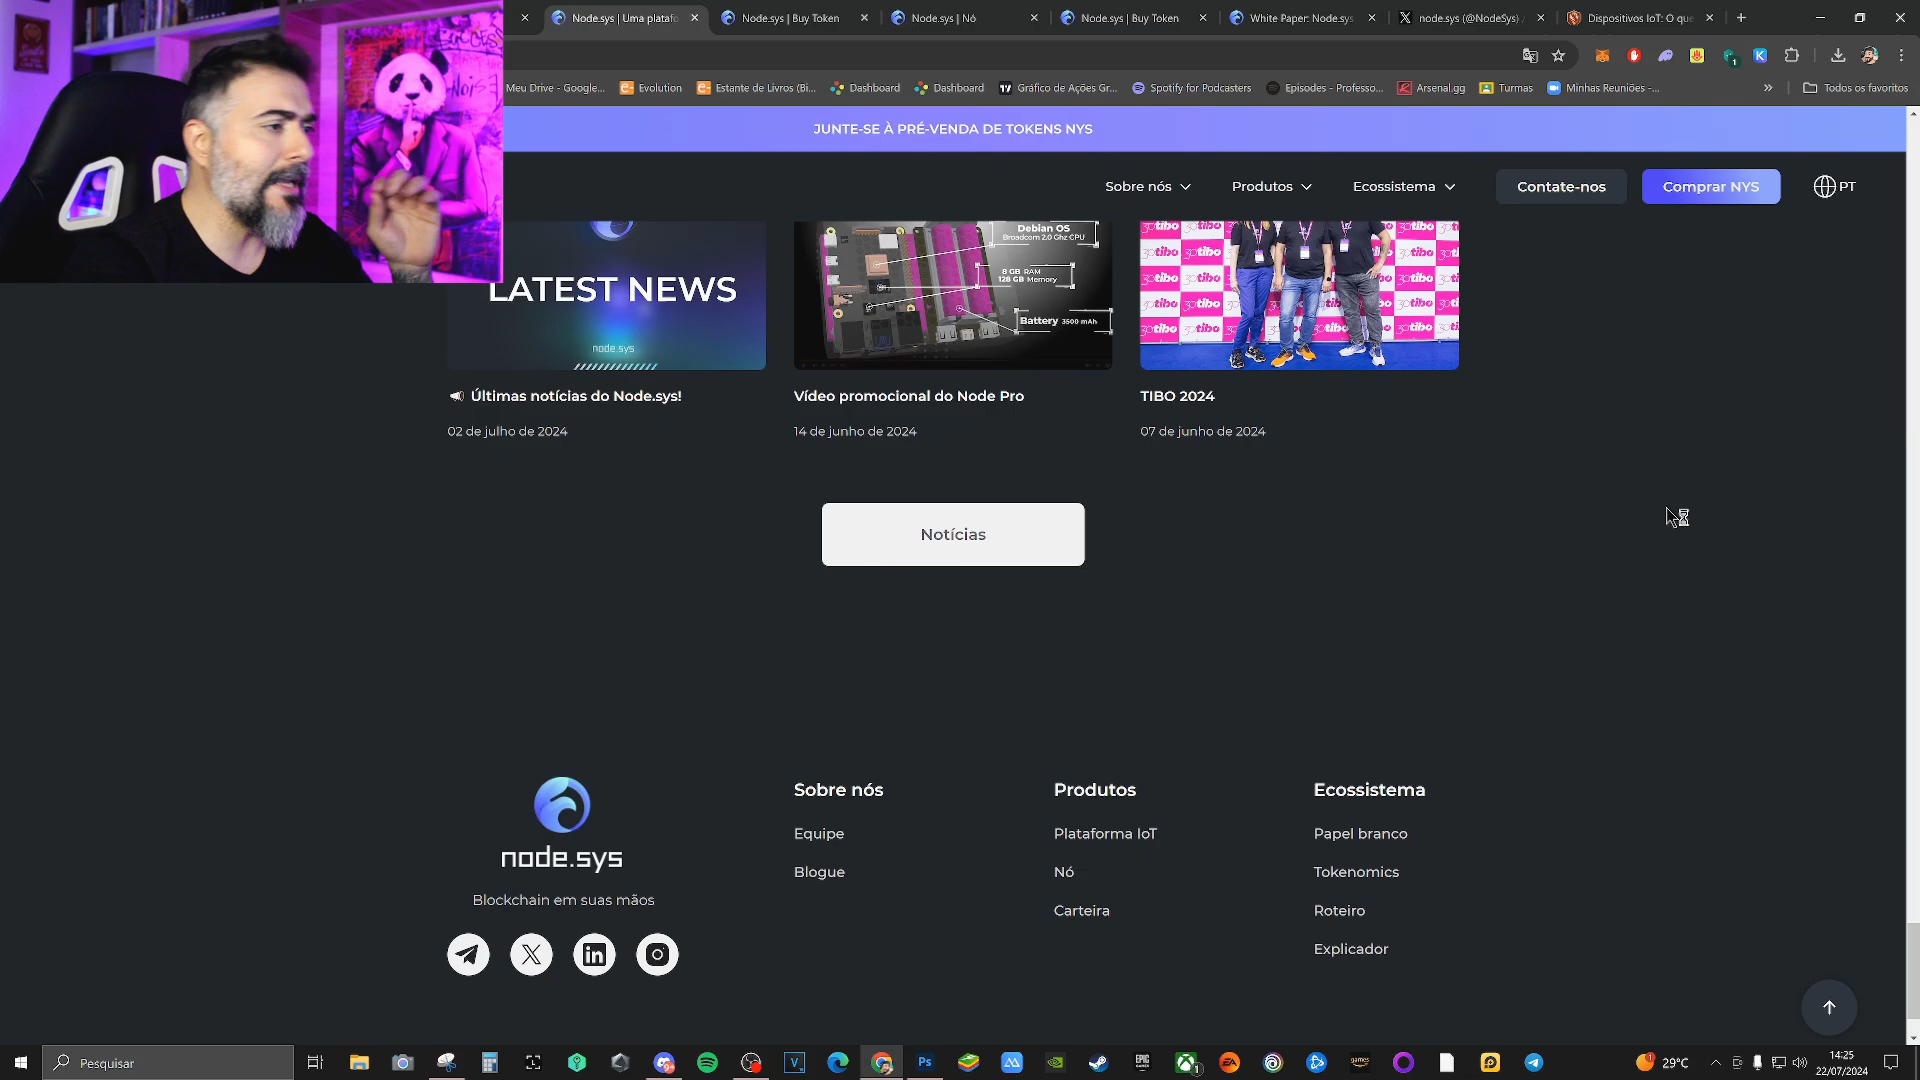 Node.sys | Uma platafo
Node.sys | Buy Token
Node.sys | Nó
Node.sys | Buy Token
White Paper: Node.sys
node.sys (@NodeSys)
Dispositivos IoT: O que
Meu Drive - Google...
Evolution
Estante de Livros (Bi...
Dashboard
Dashboard
Gráfico de Ações Gr...
Spotify for Podcasters
Episodes - Professo...
Arsenal.gg
Turmas
Minhas Reuniões -...
»
Todos os favoritos
JUNTE-SE À PRÉ-VENDA DE TOKENS NYS
Sobre nós
Produtos
Ecossistema
Contate-nos
Comprar NYS
PT
LATEST NEWS
node.sys
Debian OS
Broadcom 2.0 Ghz CPU
8 GB RAM
128 GB Memory
Battery 3500 mAh
30tibo
Últimas notícias do Node.sys!
02 de julho de 2024
Vídeo promocional do Node Pro
14 de junho de 2024
TIBO 2024
07 de junho de 2024
Notícias
node.sys
Blockchain em suas mãos
Sobre nós
Equipe
Blogue
Produtos
Plataforma IoT
Nó
Carteira
Ecossistema
Papel branco
Tokenomics
Roteiro
Explicador
Pesquisar
29°C
14:25
22/07/2024